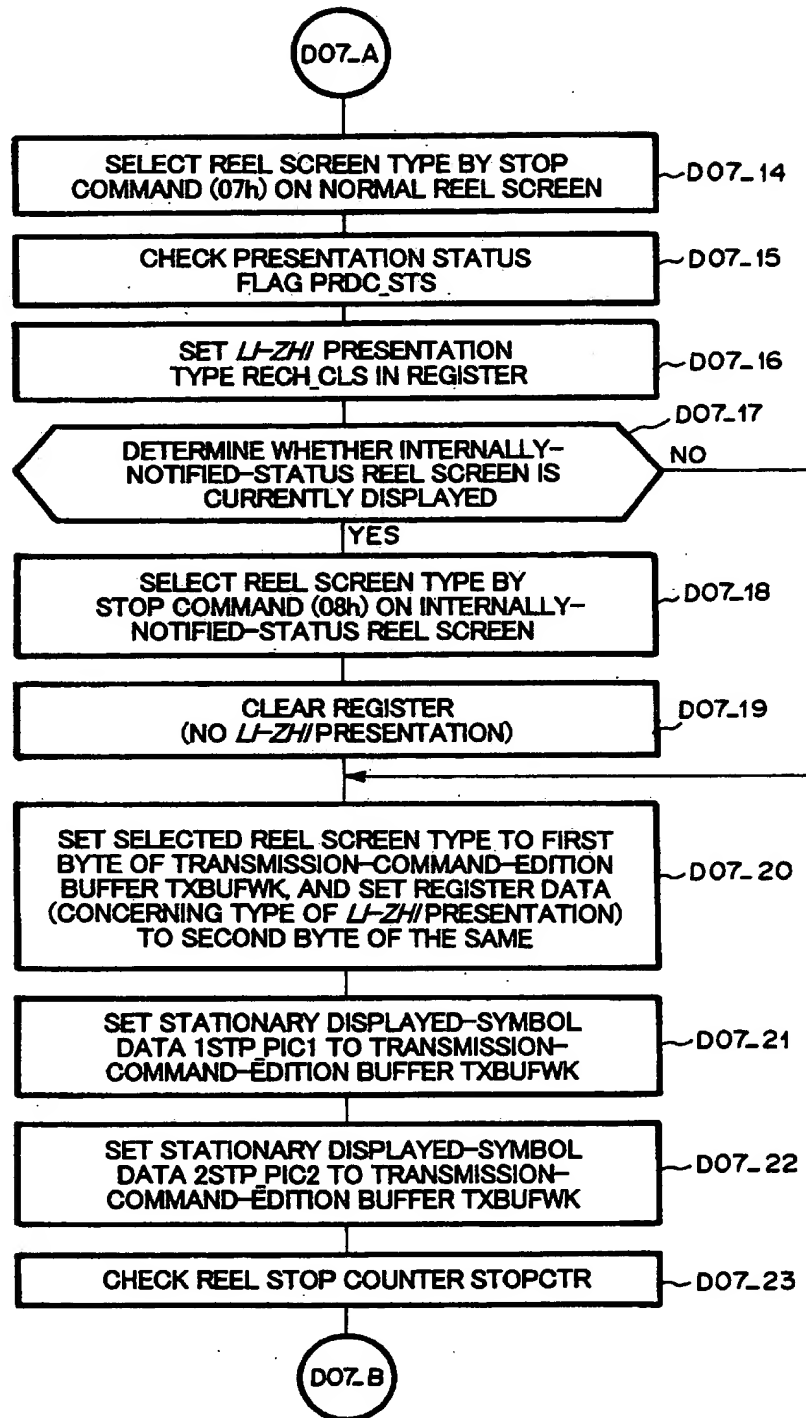 D07_A
SELECT REEL SCREEN TYPE BY STOP
COMMAND (07h) ON NORMAL REEL SCREEN
D07_14
CHECK PRESENTATION STATUS
FLAG PRDC_STS
D07_15
SET LI-ZHI PRESENTATION
TYPE RECH_CLS IN REGISTER
D07_16
D07_17
DETERMINE WHETHER INTERNALLY-
NOTIFIED-STATUS REEL SCREEN IS
CURRENTLY DISPLAYED
NO
YES
SELECT REEL SCREEN TYPE BY
STOP COMMAND (08h) ON INTERNALLY-
NOTIFIED-STATUS REEL SCREEN
D07_18
CLEAR REGISTER
(NO LI-ZHI PRESENTATION)
D07_19
SET SELECTED REEL SCREEN TYPE TO FIRST
BYTE OF TRANSMISSION-COMMAND-EDITION
BUFFER TXBUFWK, AND SET REGISTER DATA
(CONCERNING TYPE OF LI-ZHI PRESENTATION)
TO SECOND BYTE OF THE SAME
D07_20
SET STATIONARY DISPLAYED-SYMBOL
DATA 1STP_PIC1 TO TRANSMISSION-
COMMAND-EDITION BUFFER TXBUFWK
D07_21
SET STATIONARY DISPLAYED-SYMBOL
DATA 2STP_PIC2 TO TRANSMISSION-
COMMAND-EDITION BUFFER TXBUFWK
D07_22
CHECK REEL STOP COUNTER STOPCTR
D07_23
D07_B